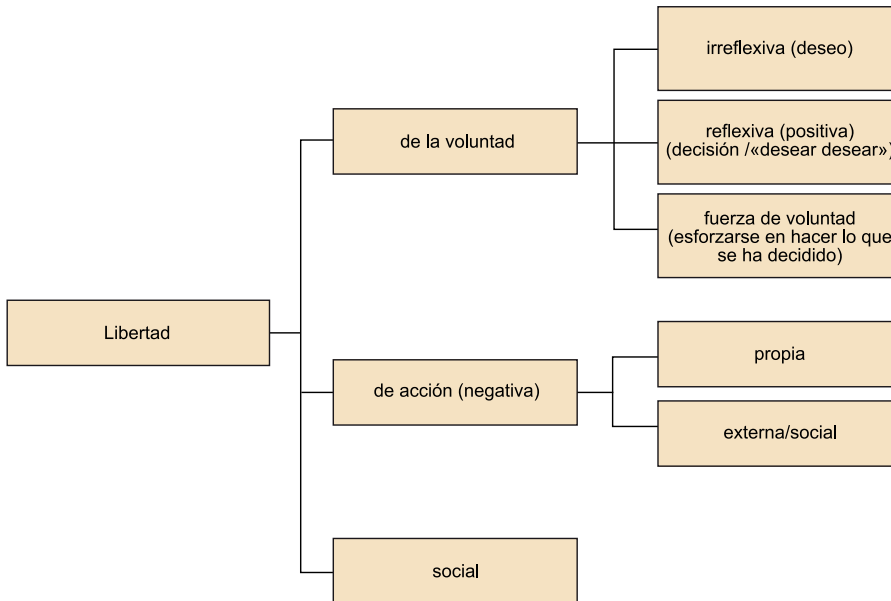 irreflexiva (deseo)
de la voluntad
reflexiva (positiva)
(decisión /«desear desear»)
fuerza de voluntad
(esforzarse en hacer lo que
se ha decidido)
Libertad
de acción (negativa)
propia
externa/social
social